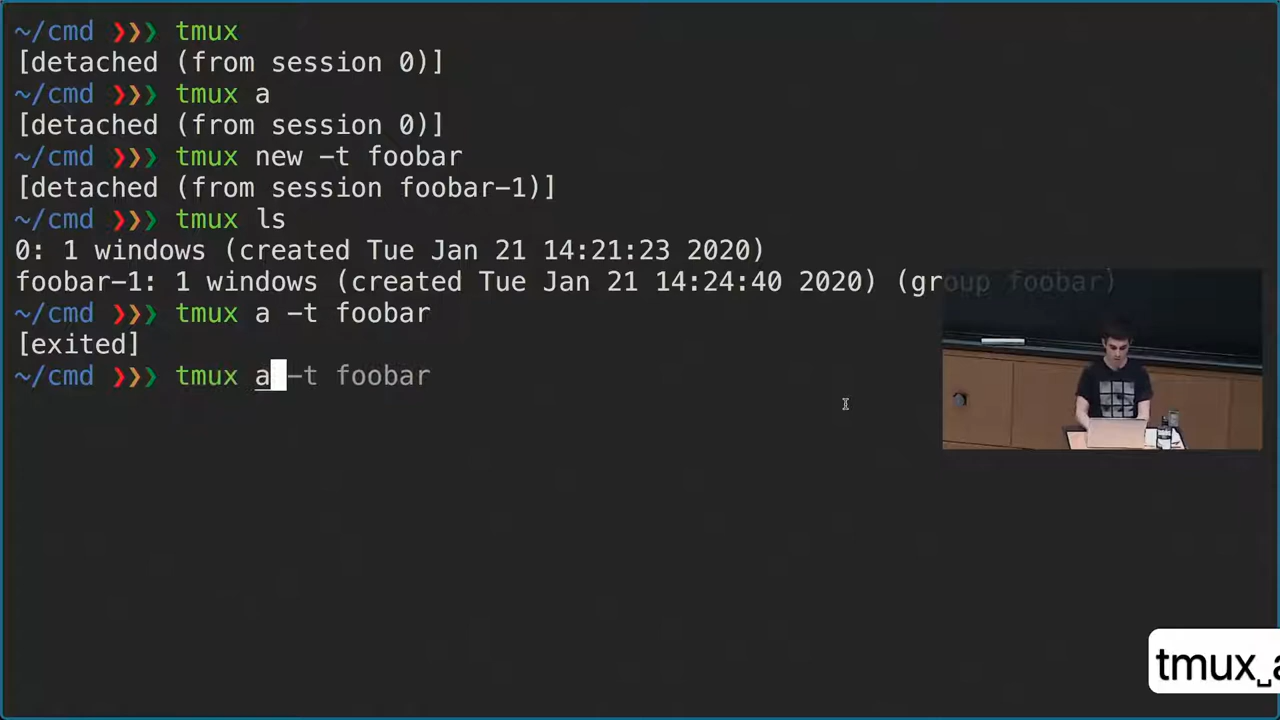 ~/cmd ❯❯❯ tmux
[detached (from session 0)]
~/cmd ❯❯❯ tmux a
[detached (from session 0)]
~/cmd ❯❯❯ tmux new -t foobar
[detached (from session foobar-1)]
~/cmd ❯❯❯ tmux ls
0: 1 windows (created Tue Jan 21 14:21:23 2020)
foobar-1: 1 windows (created Tue Jan 21 14:24:40 2020) (group foobar)
~/cmd ❯❯❯ tmux a -t foobar
[exited]
~/cmd ❯❯❯ tmux a -t foobar
tmux␣a